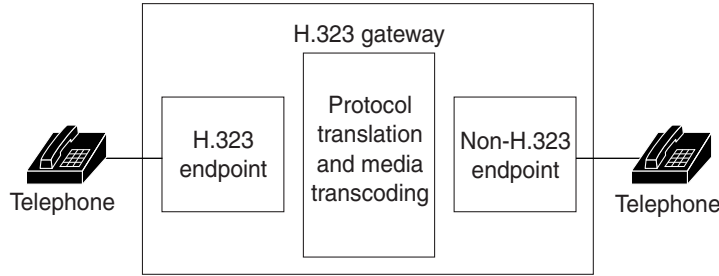 H.323 gateway
H.323
endpoint
Protocol
translation
and media
transcoding
Non-H.323
endpoint
Telephone
Telephone